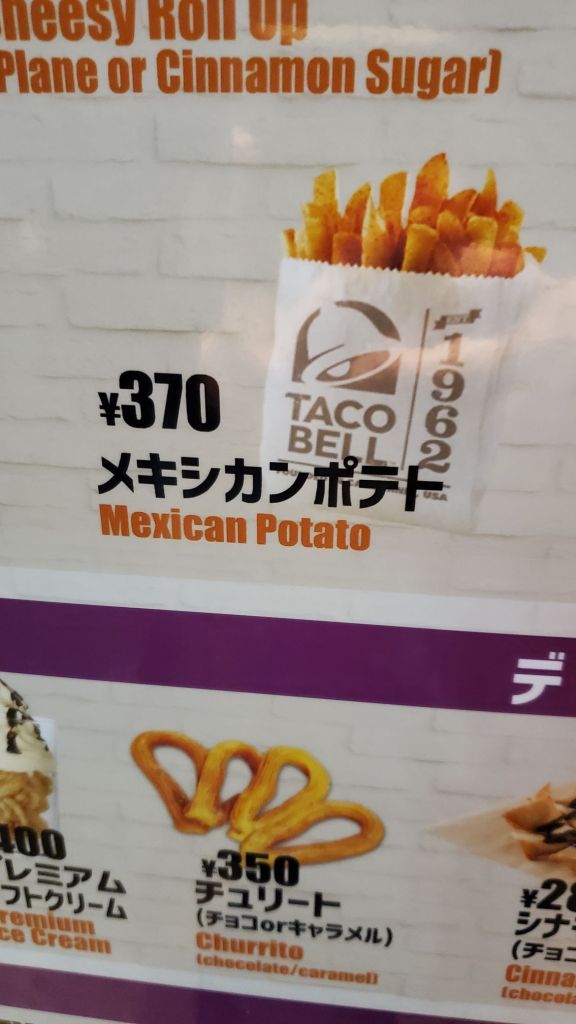 heesy Roll Up
Plane or Cinnamon Sugar)
EST
1962
TACO
BELL
USA
¥370
メキシカンポテト
Mexican Potato
デ
400
プレミアム
フトクリーム
remium
ce Cream
¥350
チュリート
(チョコorキャラメル)
Churrito
(chocolate/caramel)
¥28
シナ
(チョコ
Cinna
(chocola